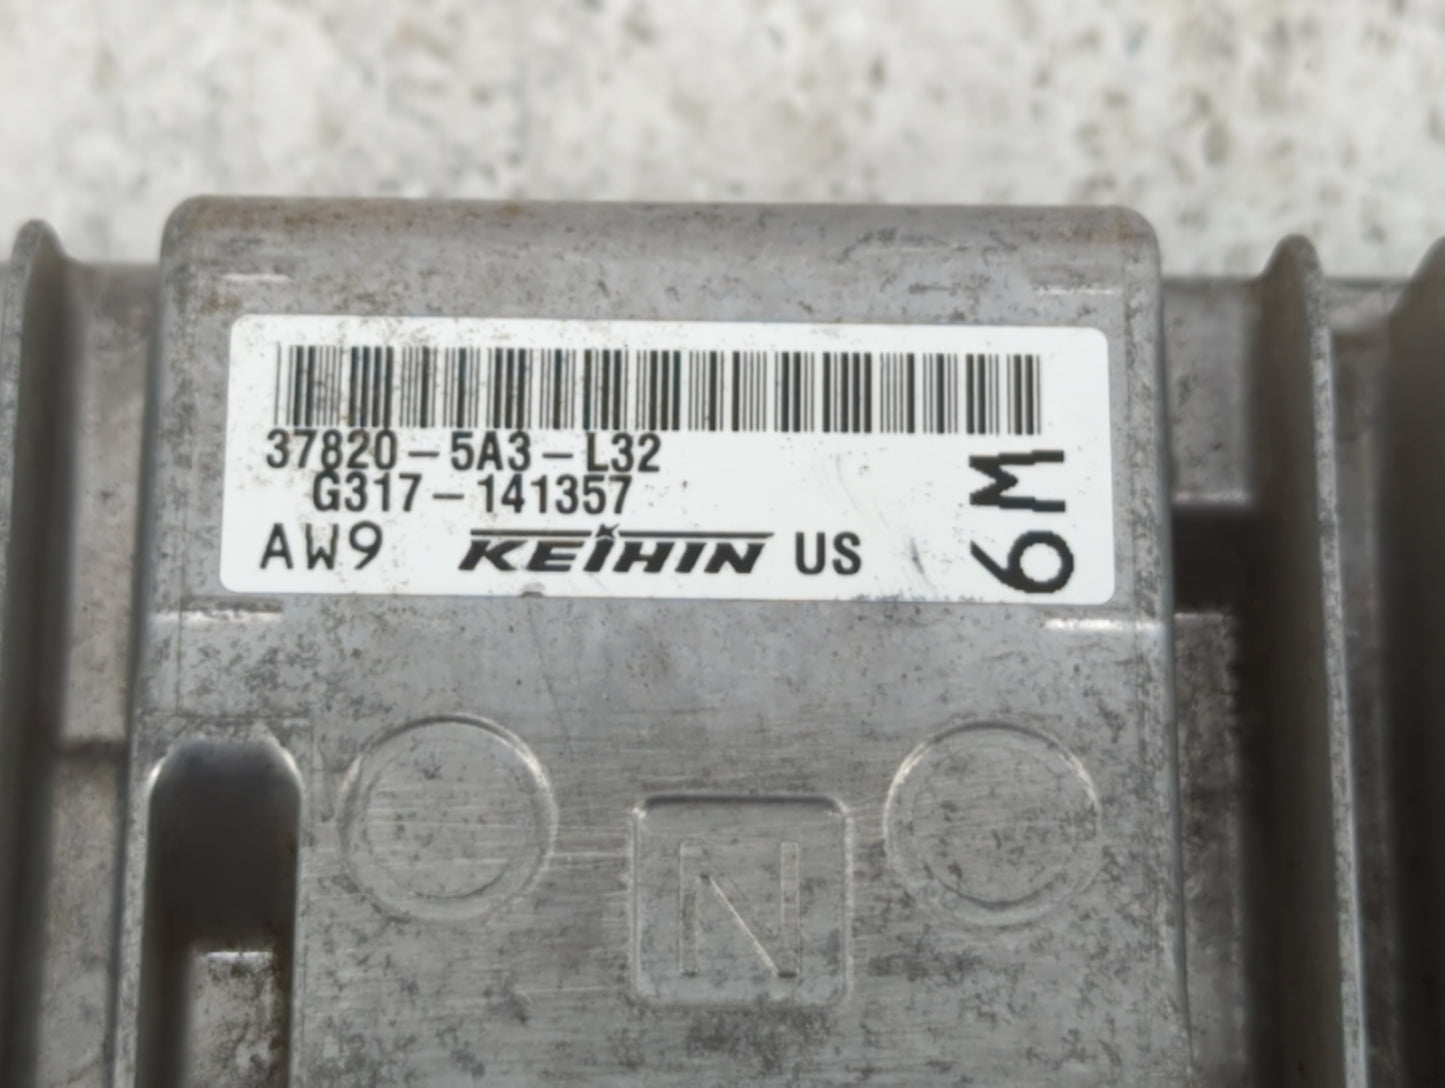 37820-5A3-L32
G317-141357
AW9 KEIHIN US
6M
N